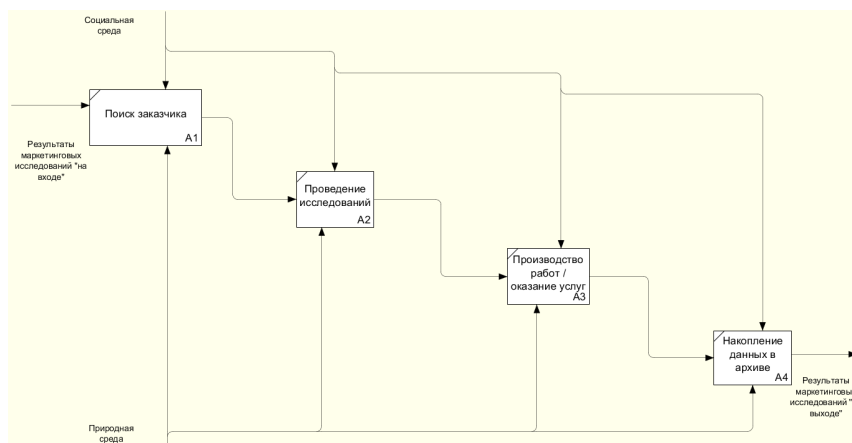 Социальная
среда
Поиск заказчика
A1
Результаты
маркетинговых
исследований "на
входе"
Проведение
исследований
A2
Производство
работ /
оказание услуг
A3
Накопление
данных в
архиве
A4
Результаты
маркетинговы
исследований "
выходе"
Природная
среда